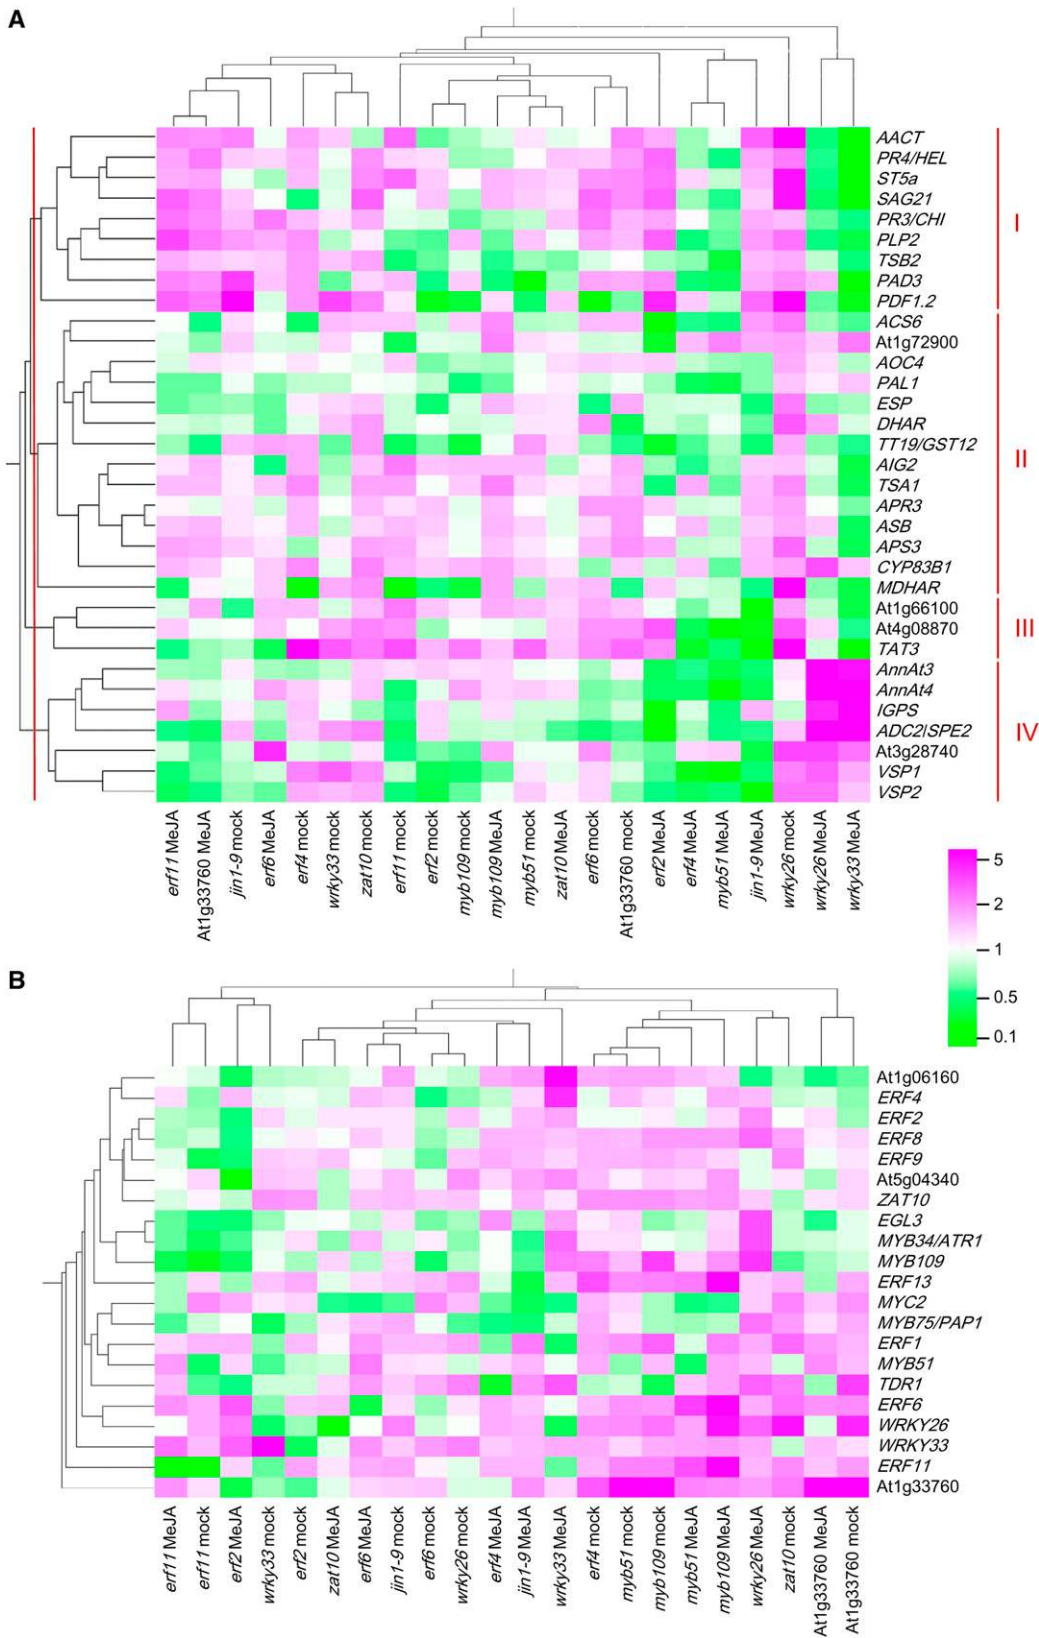 A
AACT
PR4/HEL
ST5a
SAG21
PR3/CHI
PLP2
TSB2
PAD3
PDF1.2
I
ACS6
At1g72900
AOC4
PAL1
ESP
DHAR
TT19/GST12
AIG2
TSA1
APR3
ASB
APS3
CYP83B1
MDHAR
II
At1g66100
At4g08870
TAT3
III
AnnAt3
AnnAt4
IGPS
ADC2/SPE2
At3g28740
VSP1
VSP2
IV
erf11 MeJA
At1g33760 MeJA
jin1-9 mock
erf6 MeJA
erf4 mock
wrky33 mock
zat10 mock
erf11 mock
erf2 mock
myb109 mock
myb109 MeJA
myb51 mock
zat10 MeJA
erf6 mock
At1g33760 mock
erf2 MeJA
erf4 MeJA
myb51 MeJA
jin1-9 MeJA
wrky26 mock
wrky26 MeJA
wrky33 MeJA
5
2
1
0.5
0.1
B
At1g06160
ERF4
ERF2
ERF8
ERF9
At5g04340
ZAT10
EGL3
MYB34/ATR1
MYB109
ERF13
MYC2
MYB75/PAP1
ERF1
MYB51
TDR1
ERF6
WRKY26
WRKY33
ERF11
At1g33760
erf11 MeJA
erf11 mock
erf2 MeJA
wrky33 mock
erf2 mock
zat10 MeJA
erf6 MeJA
jin1-9 mock
erf6 mock
wrky26 mock
erf4 MeJA
jin1-9 MeJA
wrky33 MeJA
erf4 mock
myb51 mock
myb109 mock
myb51 MeJA
myb109 MeJA
wrky26 MeJA
zat10 mock
At1g33760 MeJA
At1g33760 mock